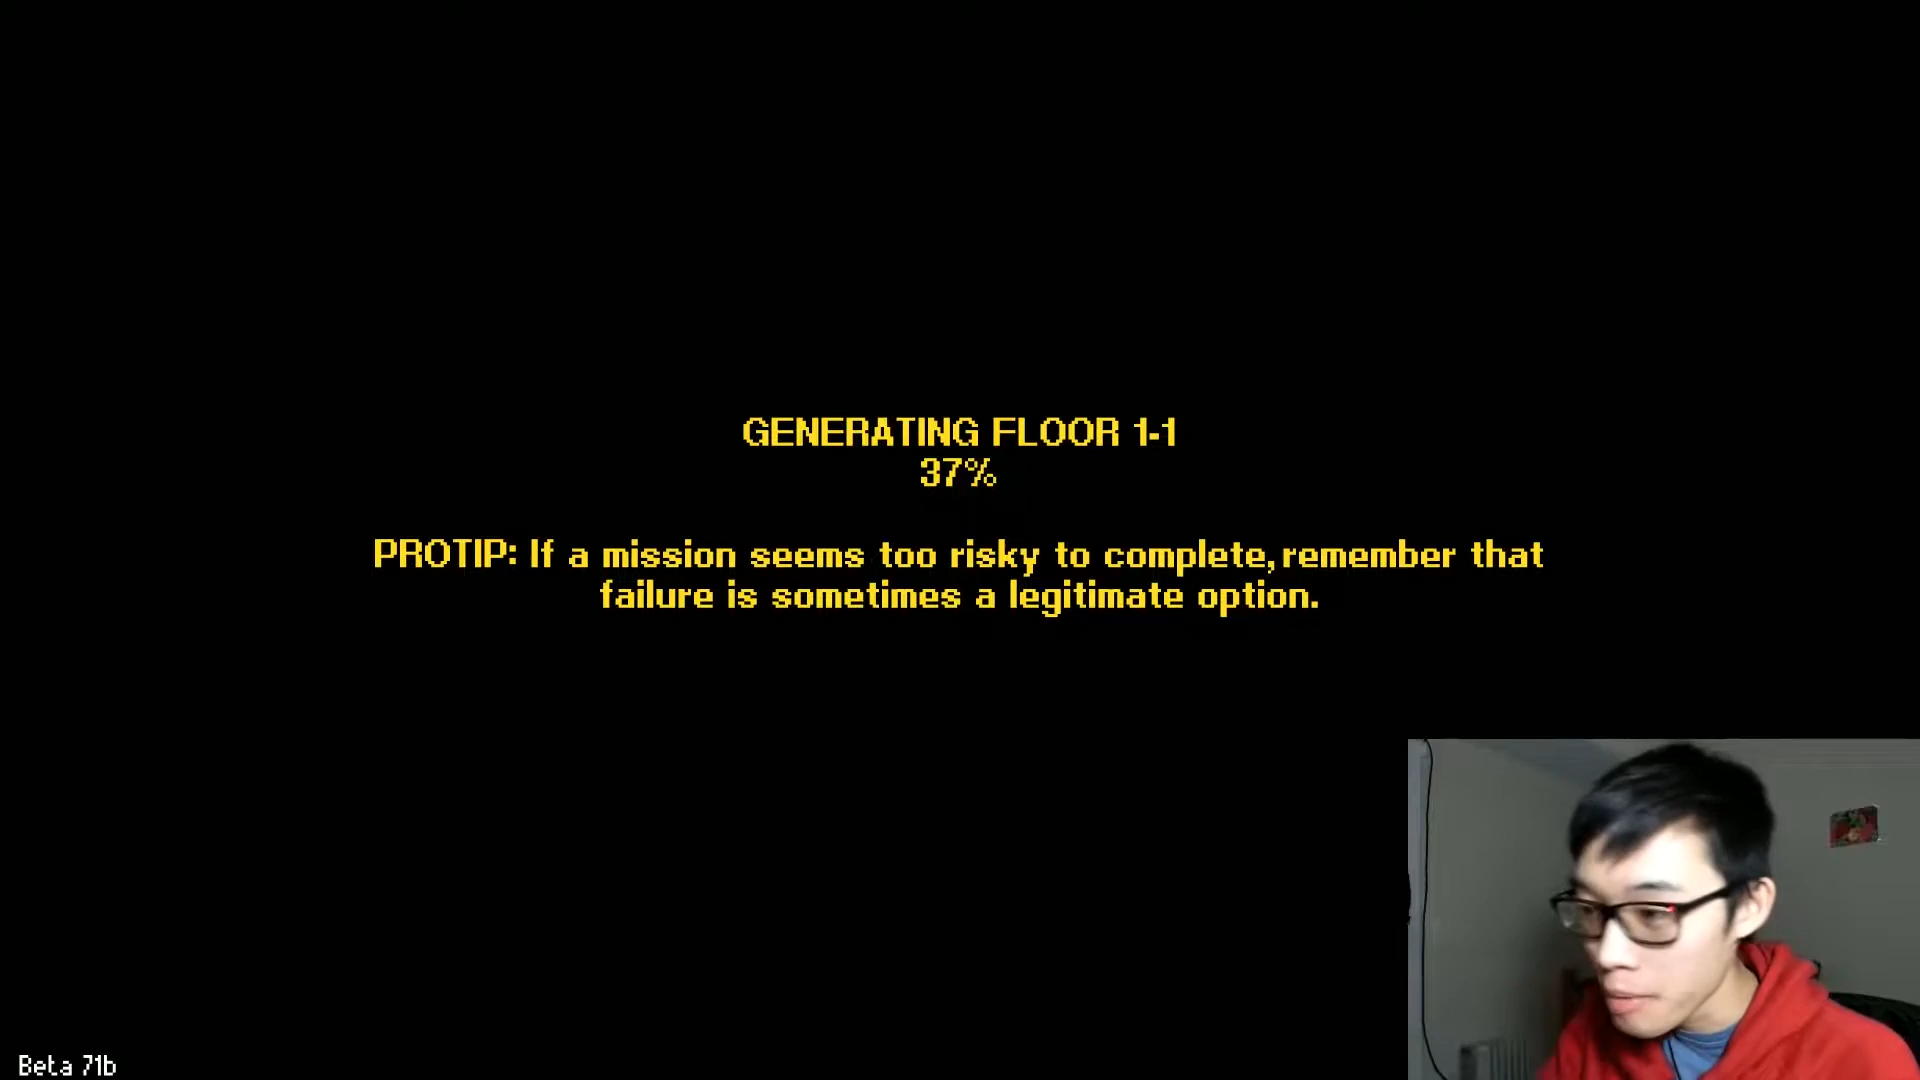 GENERATING FLOOR 1-1
37%
PROTIP: If a mission seems too risky to complete, remember that
failure is sometimes a legitimate option.
Beta 71b